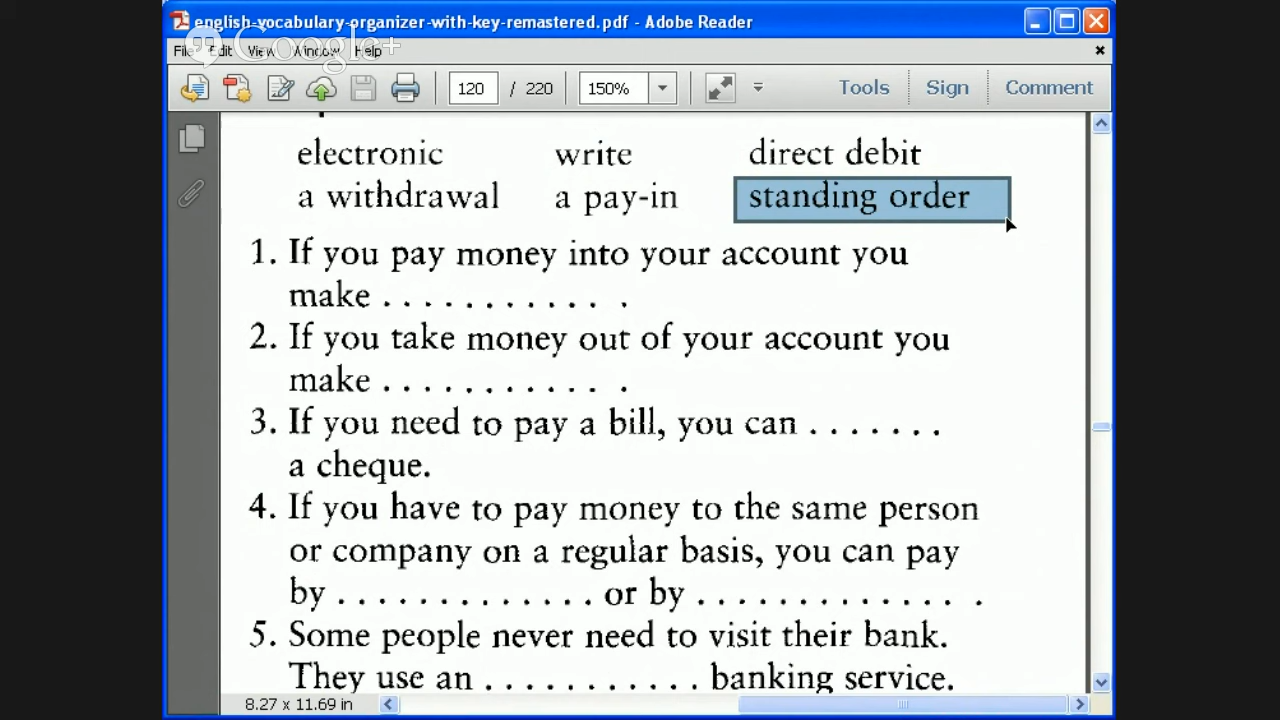 english-vocabulary-organizer-with-key-remastered.pdf - Adobe Reader
Google+
File Edit View Window Help
120 / 220 150% Tools Sign Comment
electronic write direct debit
a withdrawal a pay-in standing order
1. If you pay money into your account you
make . . . . . . . . . . . .
2. If you take money out of your account you
make . . . . . . . . . . . .
3. If you need to pay a bill, you can . . . . . . .
a cheque.
4. If you have to pay money to the same person
or company on a regular basis, you can pay
by . . . . . . . . . . . . . or by . . . . . . . . . . . . . .
5. Some people never need to visit their bank.
They use an . . . . . . . . . . . banking service.
8.27 x 11.69 in